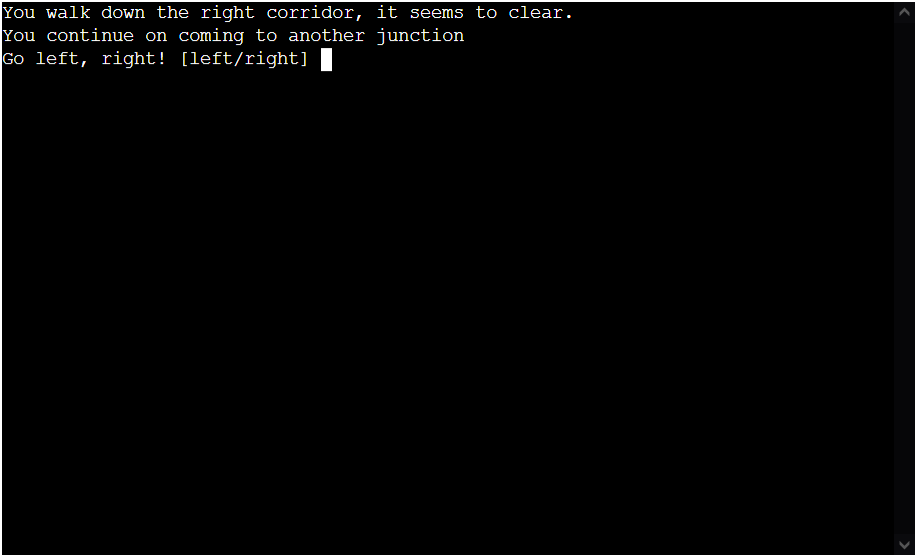 You walk down the right corridor, it seems to clear.
You continue on coming to another junction
Go left, right! [left/right]